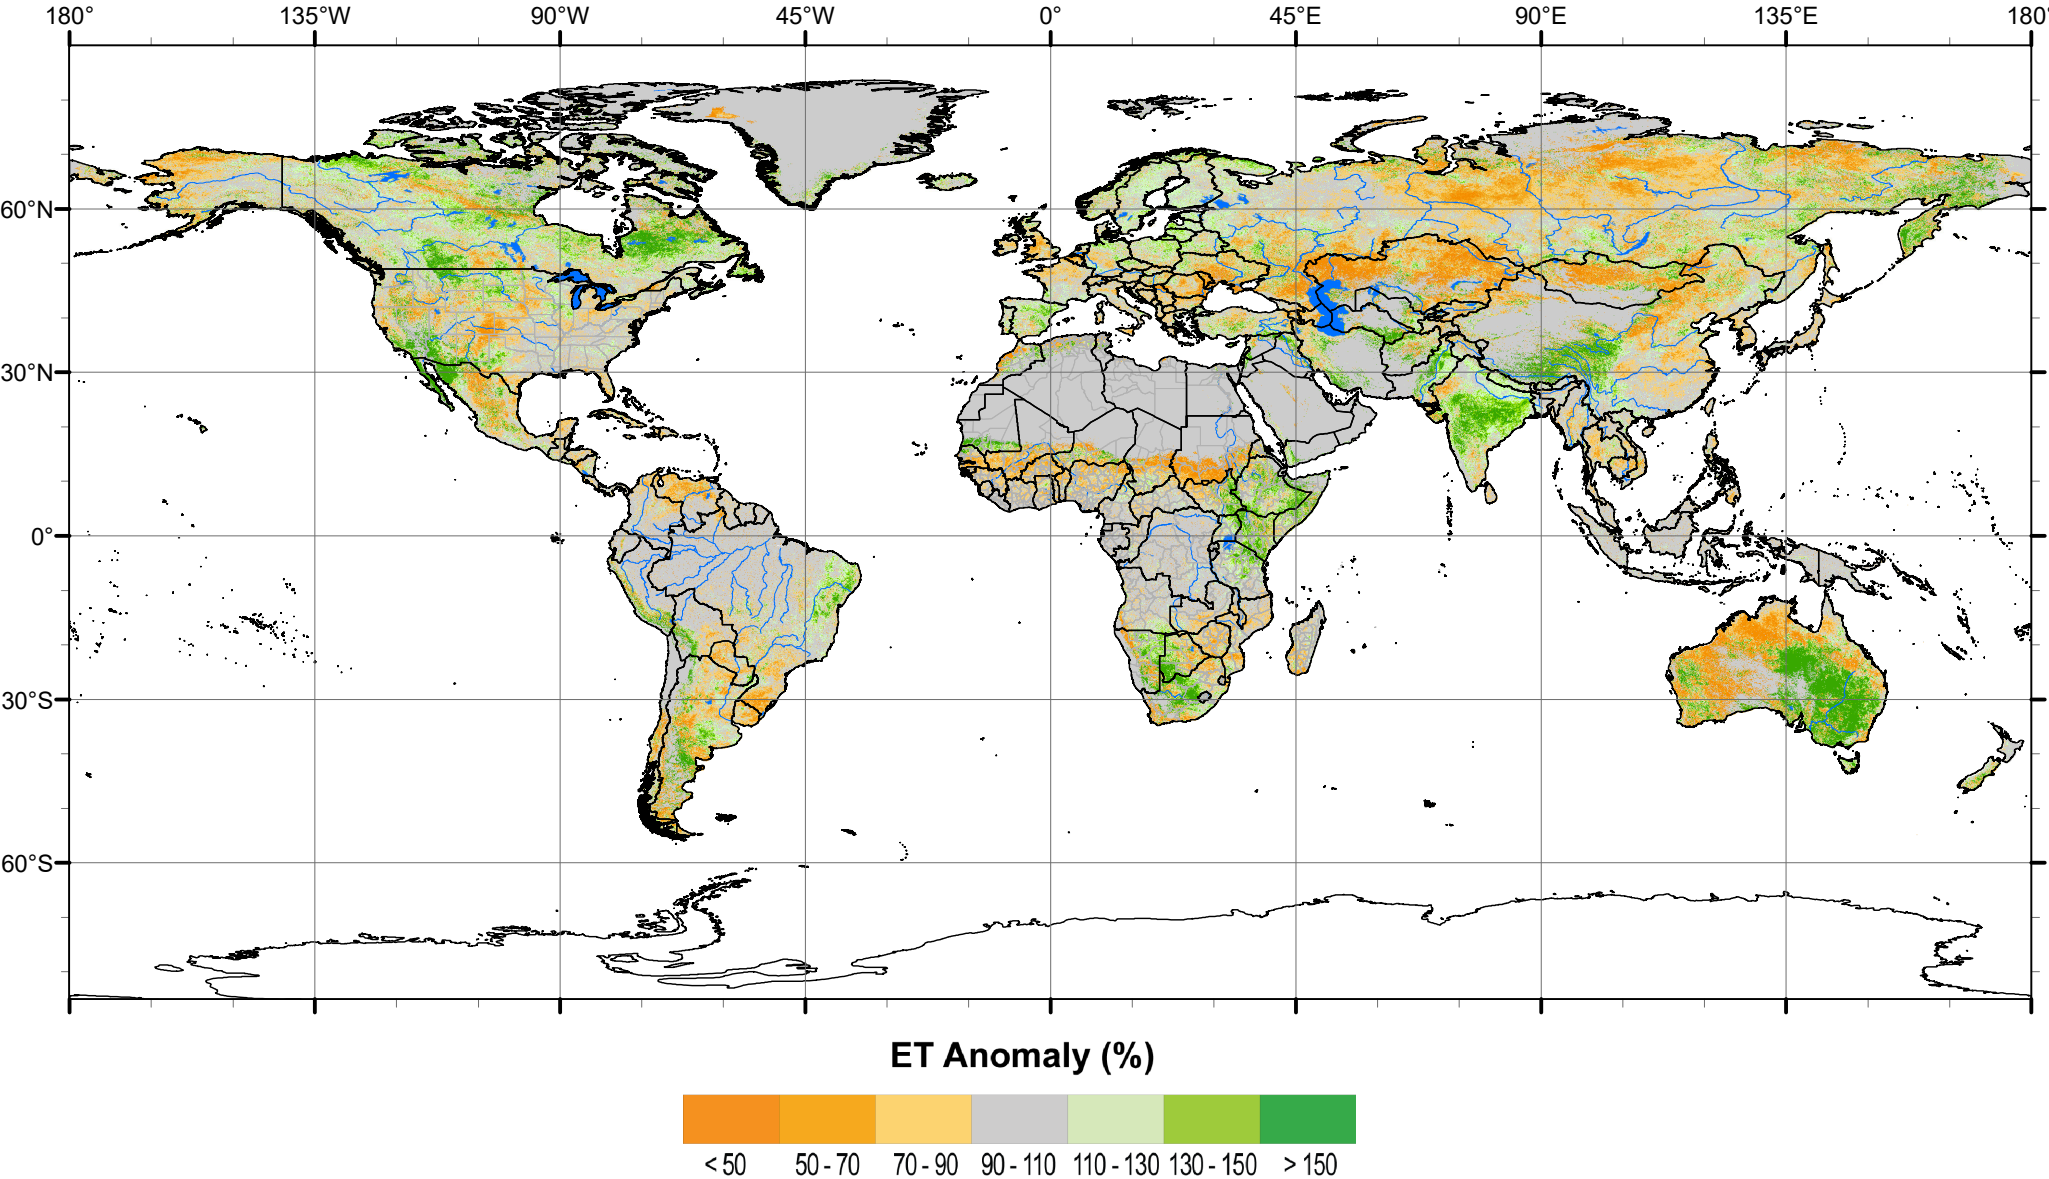 180° 135°W 90°W 45°W 0° 45°E 90°E 135°E 180°
60°N
30°N
0°
30°S
60°S
ET Anomaly (%)
< 50 50 - 70 70 - 90 90 - 110 110 - 130 130 - 150 > 150